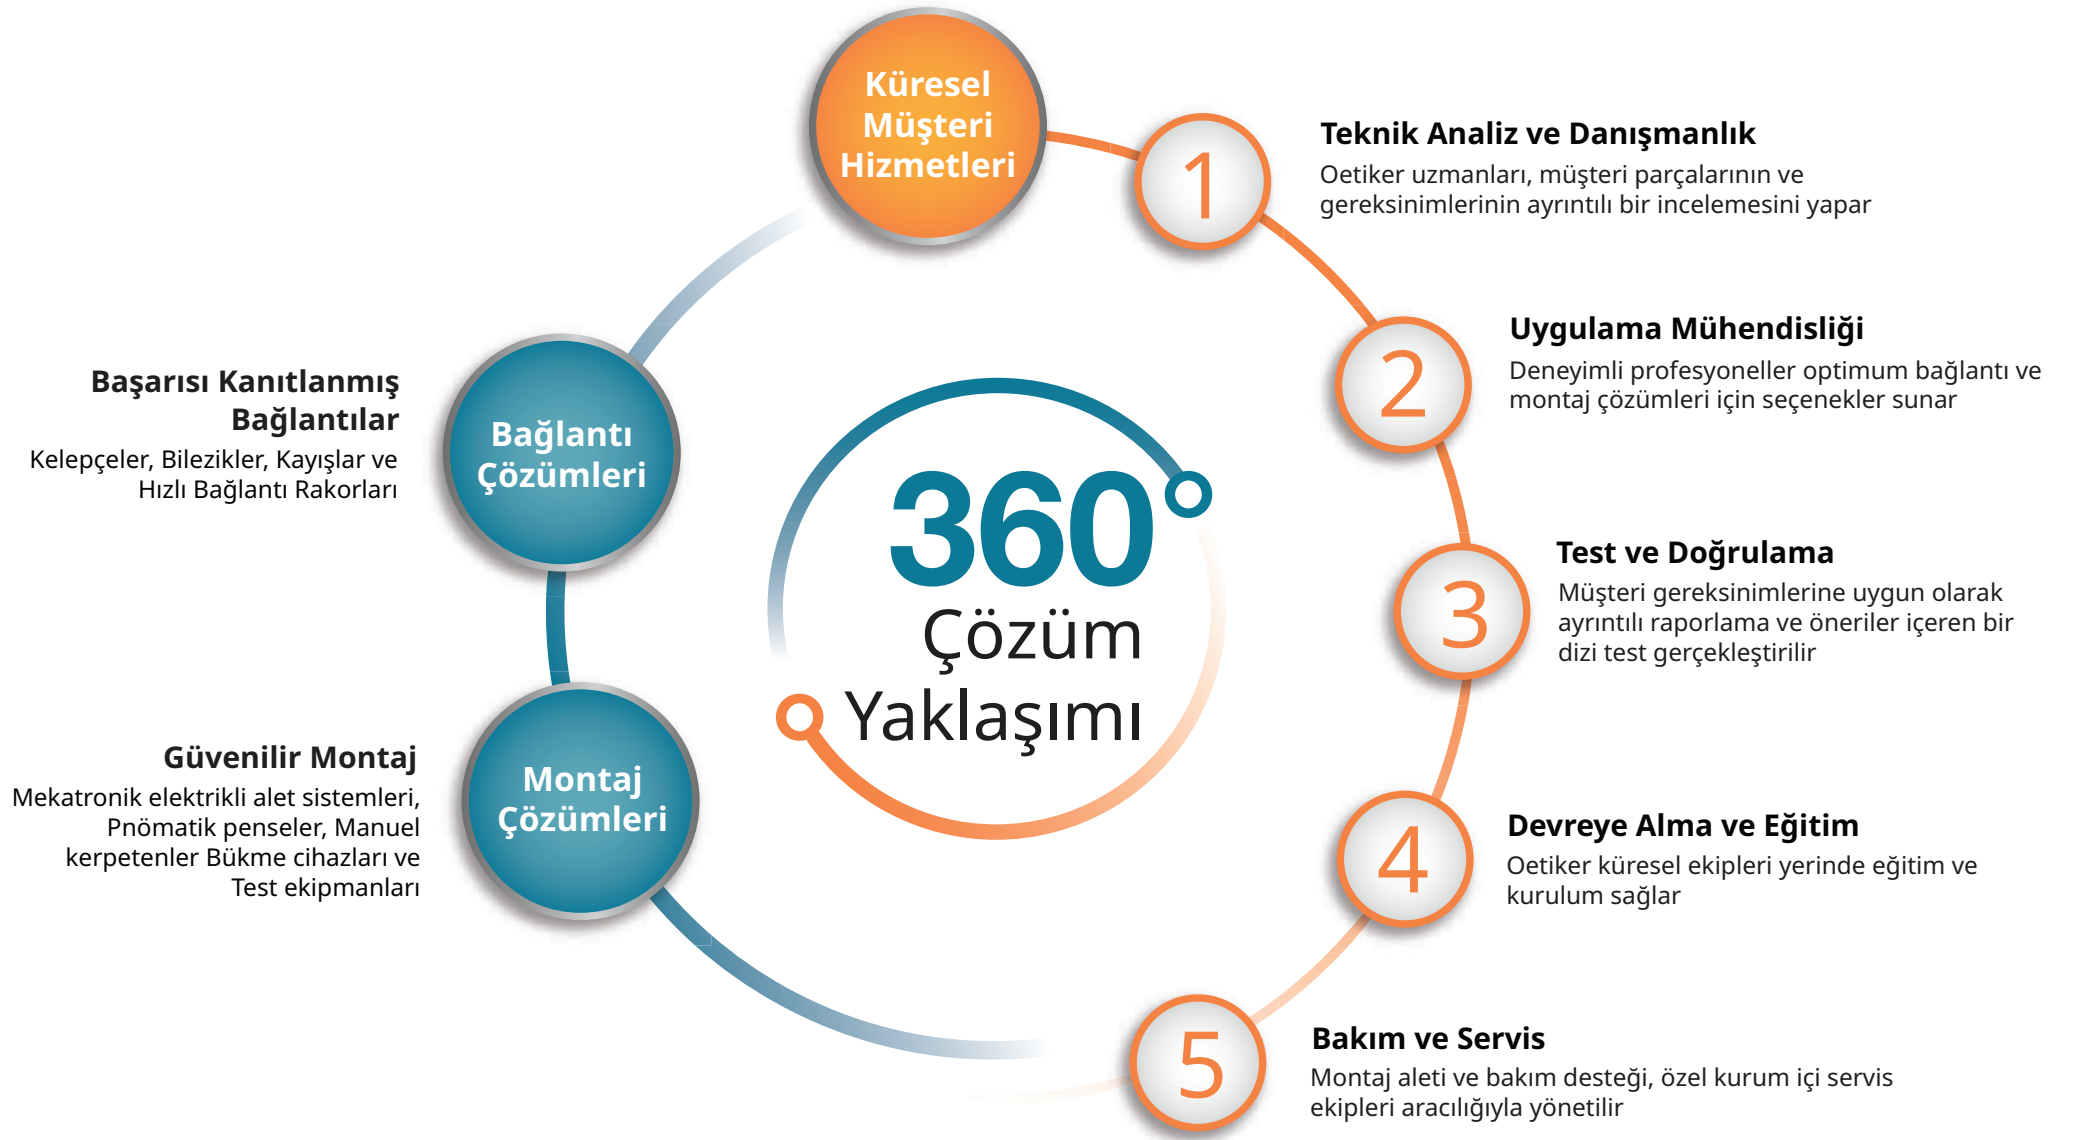 Küresel
Müşteri
Hizmetleri
1
Teknik Analiz ve Danışmanlık
Oetiker uzmanları, müşteri parçalarının ve
gereksinimlerinin ayrıntılı bir incelemesini yapar
2
Uygulama Mühendisliği
Deneyimli profesyoneller optimum bağlantı ve
montaj çözümleri için seçenekler sunar
3
Test ve Doğrulama
Müşteri gereksinimlerine uygun olarak
ayrıntılı raporlama ve öneriler içeren bir
dizi test gerçekleştirilir
4
Devreye Alma ve Eğitim
Oetiker küresel ekipleri yerinde eğitim ve
kurulum sağlar
5
Bakım ve Servis
Montaj aleti ve bakım desteği, özel kurum içi servis
ekipleri aracılığıyla yönetilir
Başarısı Kanıtlanmış
Bağlantılar
Kelepçeler, Bilezikler, Kayışlar ve
Hızlı Bağlantı Rakorları
Bağlantı
Çözümleri
Güvenilir Montaj
Mekatronik elektrikli alet sistemleri,
Pnömatik penseler, Manuel
kerpetenler Bükme cihazları ve
Test ekipmanları
Montaj
Çözümleri
360°
Çözüm
Yaklaşımı